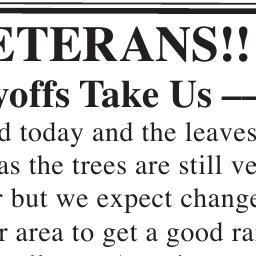 ETERANS!!
yoffs Take Us —
d today and the leaves
as the trees are still ve
r but we expect change
r area to get a good ra